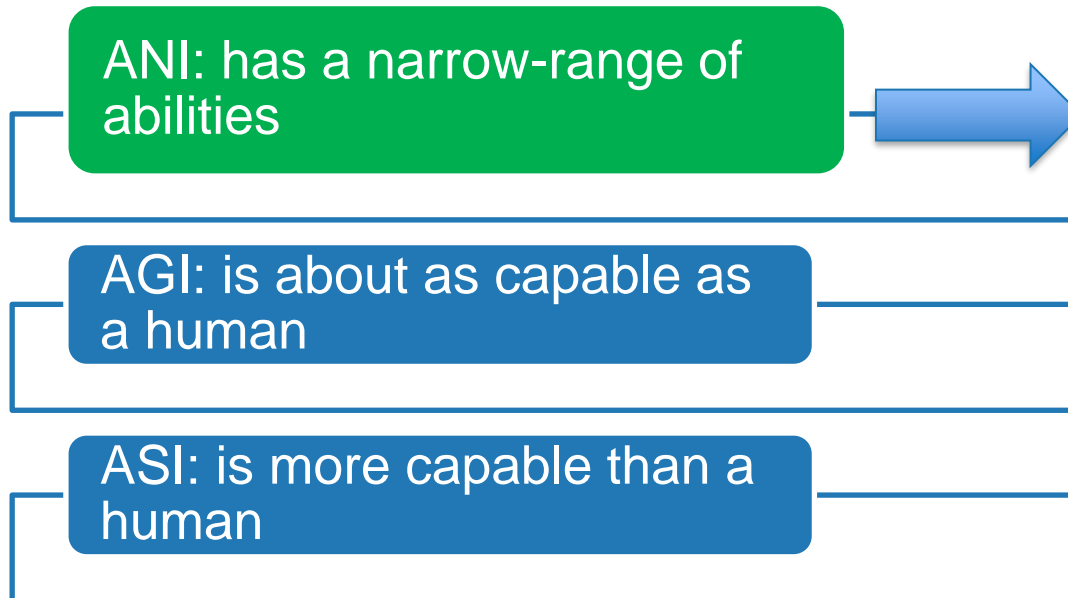 ANI: has a narrow-range of
abilities
AGI: is about as capable as
a human
ASI: is more capable than a
human